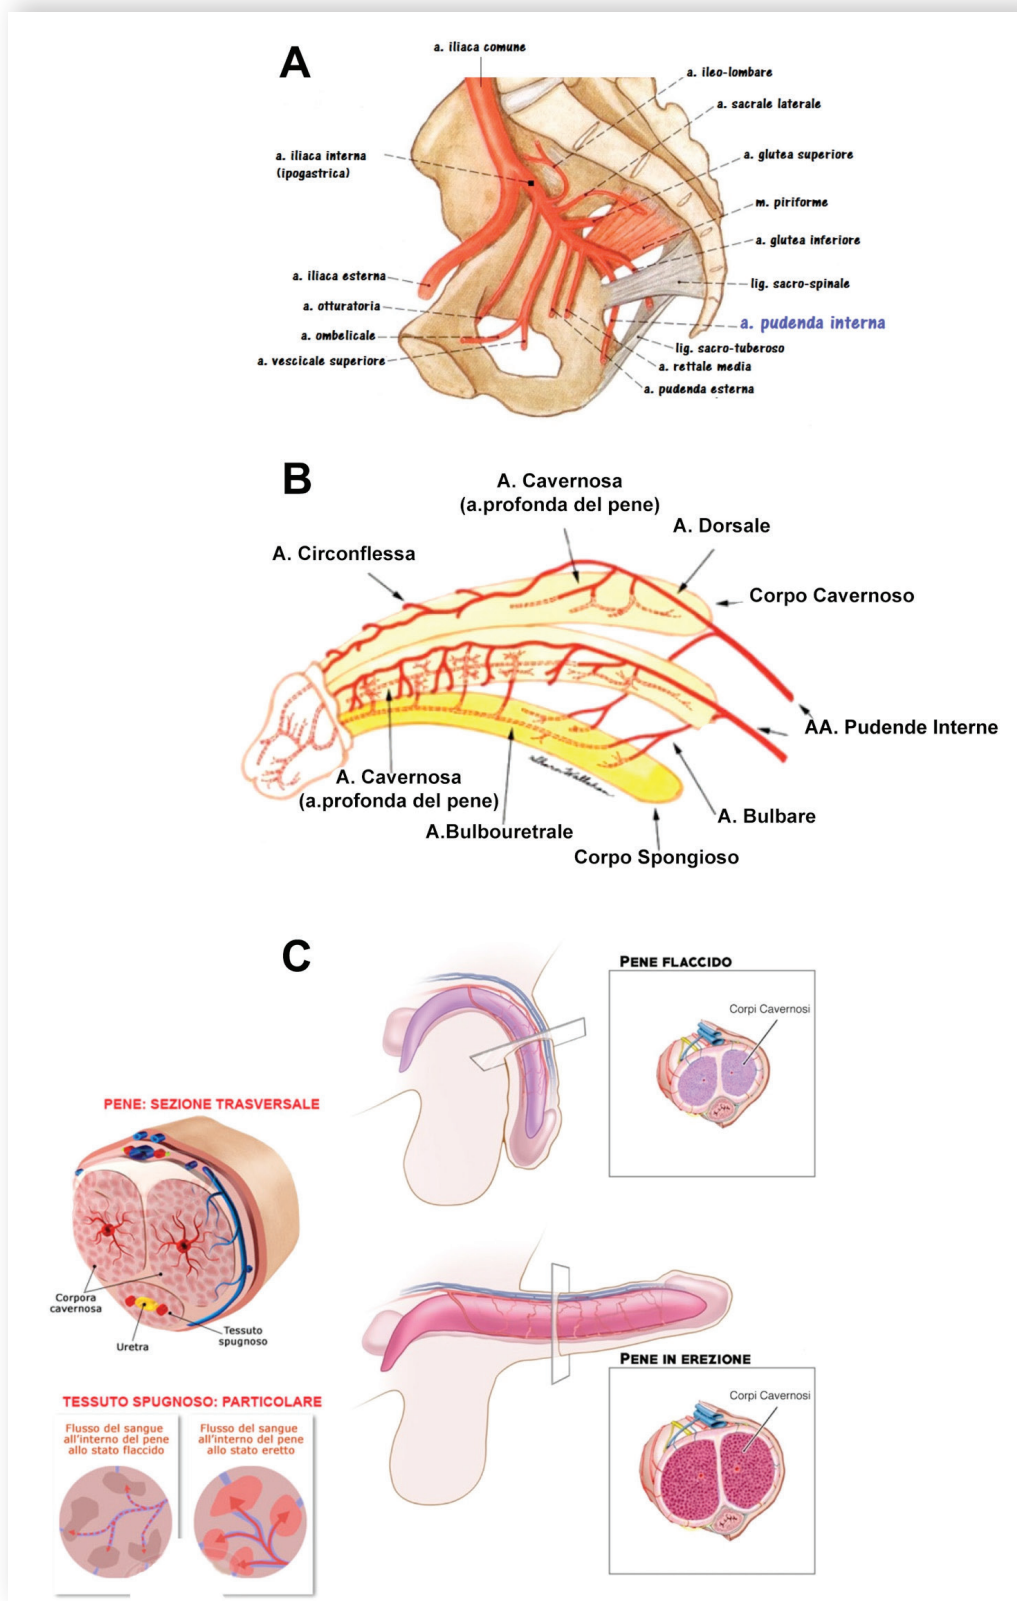 A
a. iliaca comune
a. ileo-lombare
a. sacrale laterale
a. iliaca interna
(ipogastrica)
a. glutea superiore
m. piriforme
a. glutea inferiore
a. iliaca esterna
lig. sacro-spinale
a. otturatoria
a. pudenda interna
a. ombelicale
lig. sacro-tuberoso
a. vescicale superiore
a. rettale media
a. pudenda esterna
B
A. Cavernosa
(a.profonda del pene)
A. Dorsale
A. Circonflessa
Corpo Cavernoso
AA. Pudende Interne
A. Cavernosa
(a.profonda del pene)
A.Bulbouretrale
A. Bulbare
Corpo Spongioso
C
PENE FLACCIDO
Corpi Cavernosi
PENE: SEZIONE TRASVERSALE
Corpora
cavernosa
Uretra
Tessuto
spugnoso
PENE IN EREZIONE
Corpi Cavernosi
TESSUTO SPUGNOSO: PARTICOLARE
Flusso del sangue
all'interno del pene
allo stato flaccido
Flusso del sangue
all'interno del pene
allo stato eretto